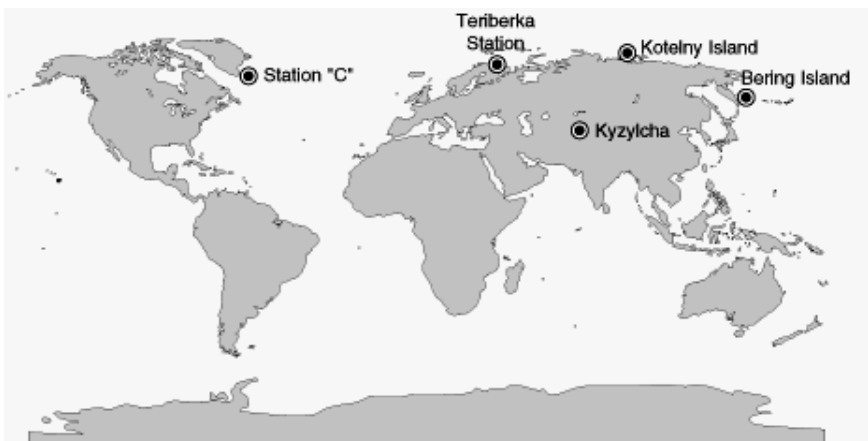 Teriberka
Station
Kotelny Island
Station "C"
Bering Island
Kyzylcha